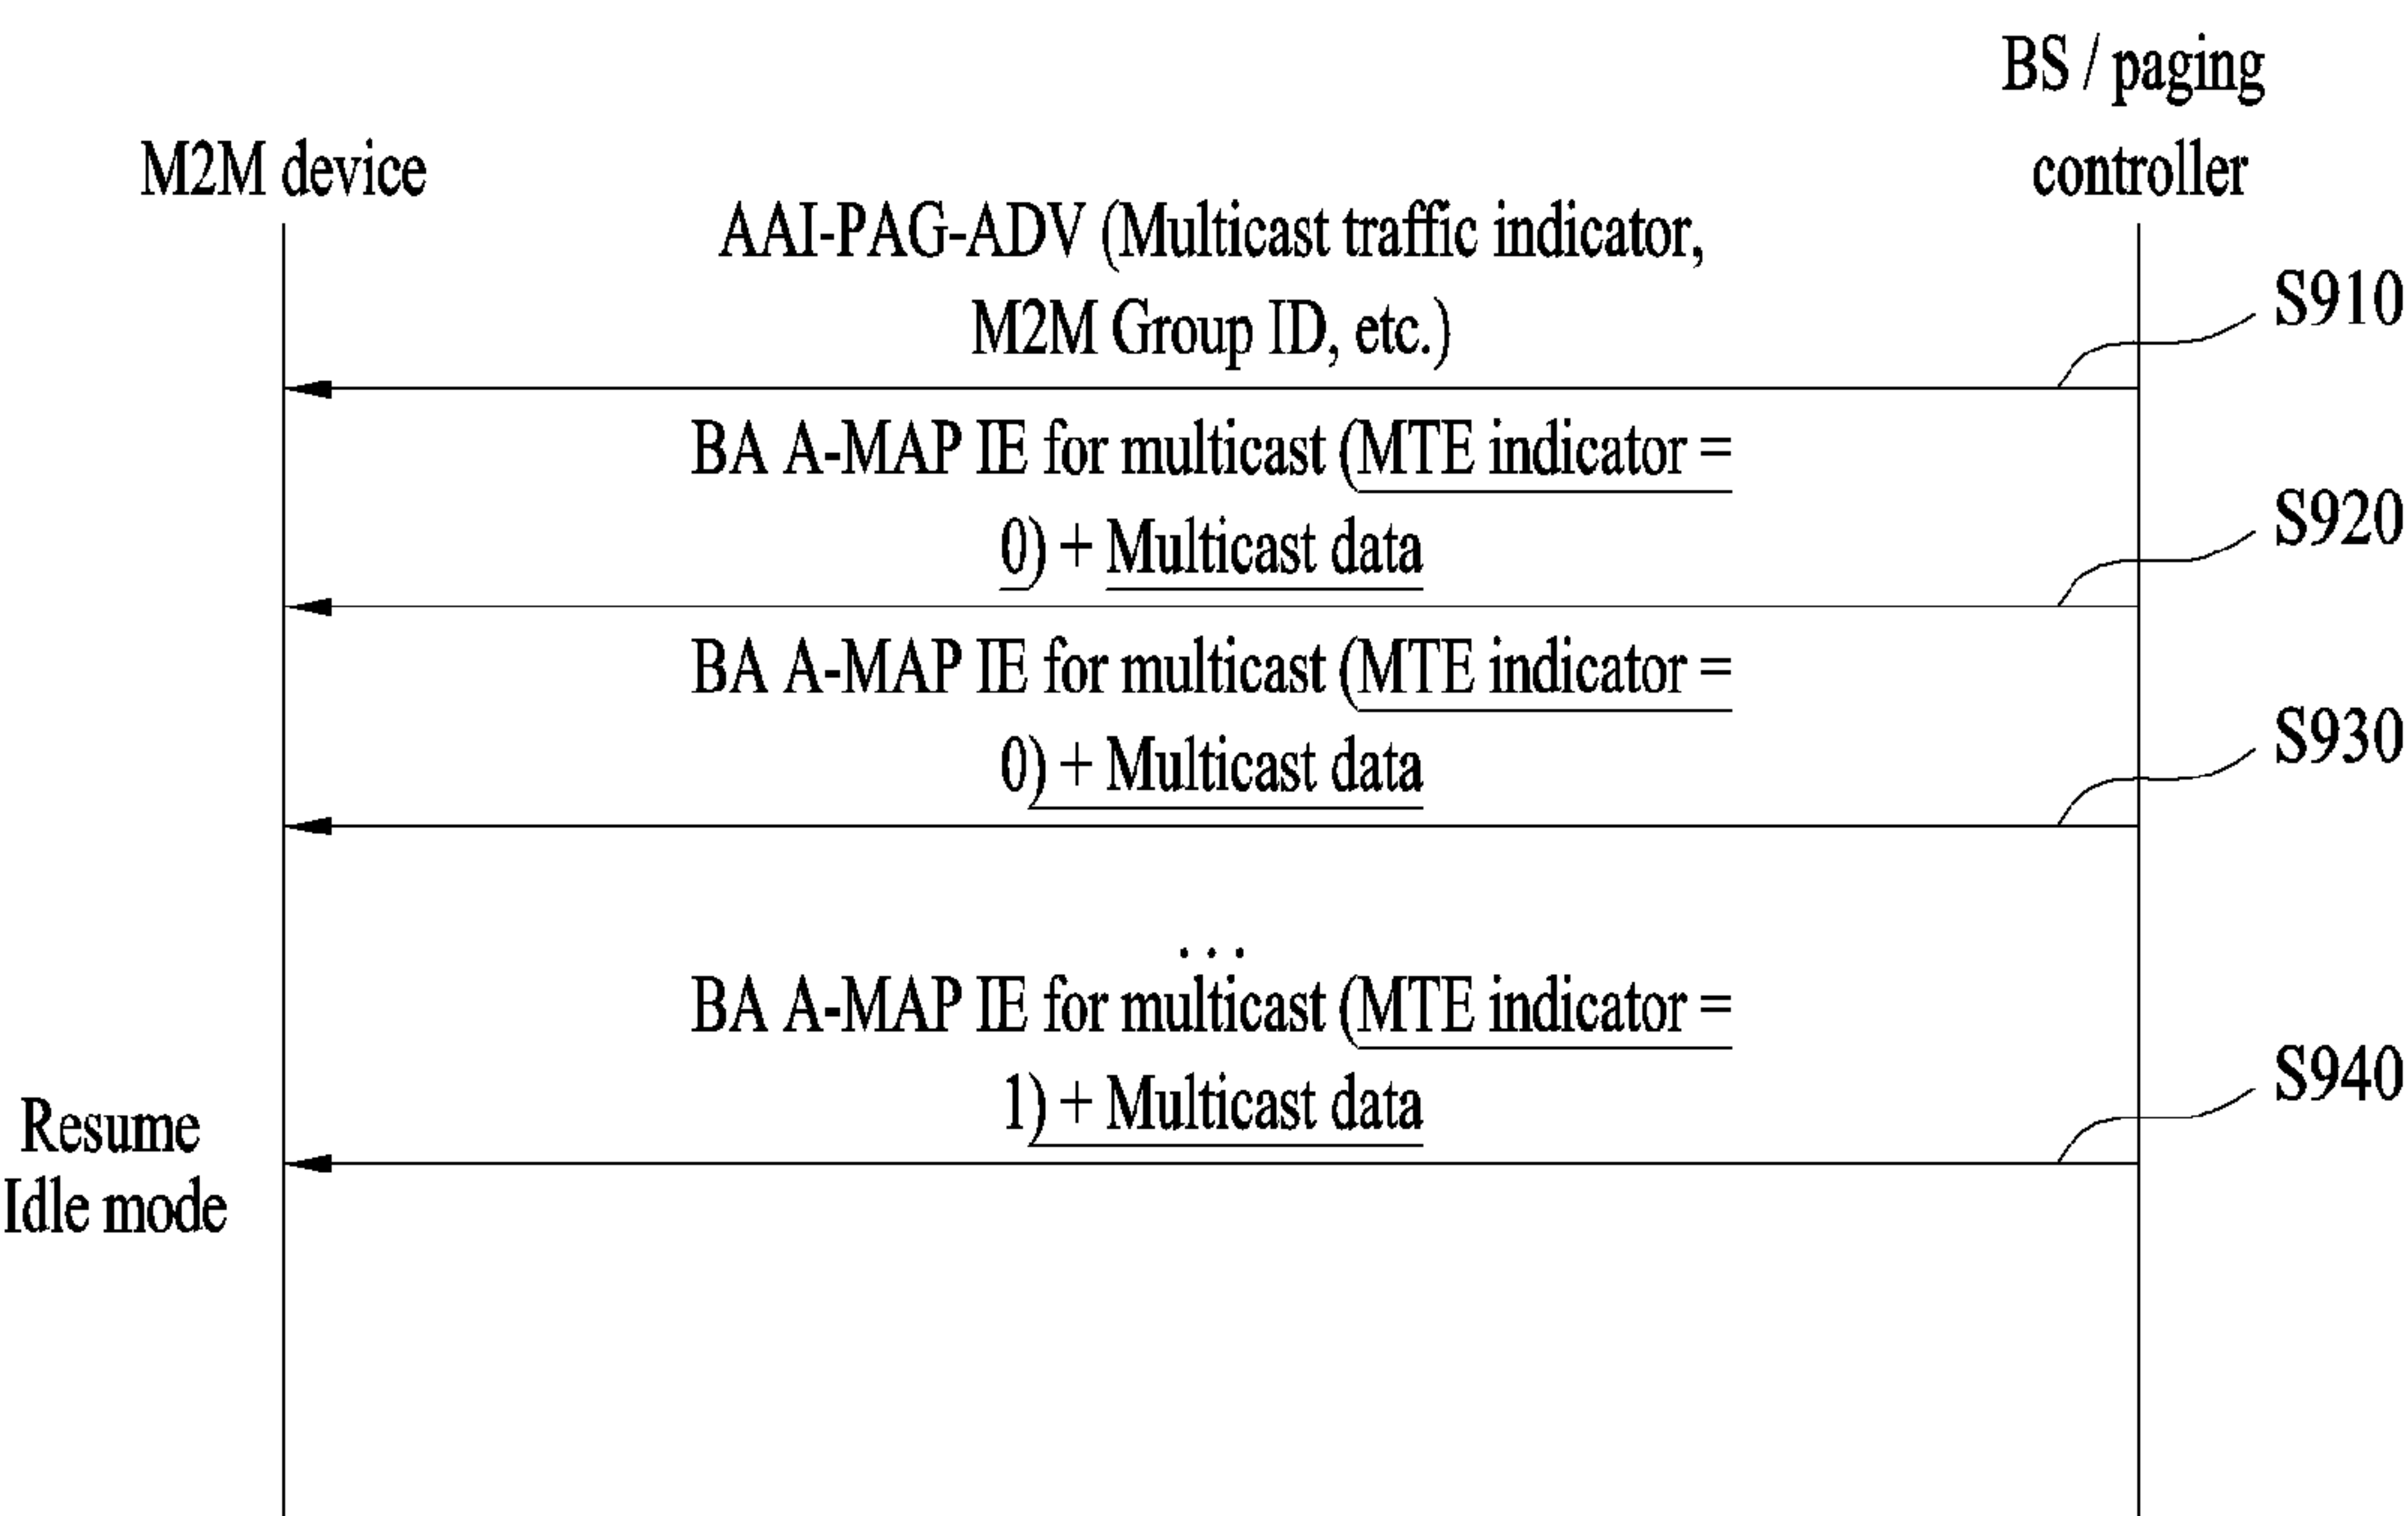 BS / paging
controller
M2M device
AAI-PAG-ADV (Multicast traffic indicator,
M2M Group ID, etc.)
S910
BA A-MAP IE for multicast (MTE indicator =
0) + Multicast data
S920
BA A-MAP IE for multicast (MTE indicator =
0) + Multicast data
S930
...
BA A-MAP IE for multicast (MTE indicator =
1) + Multicast data
S940
Resume
Idle mode